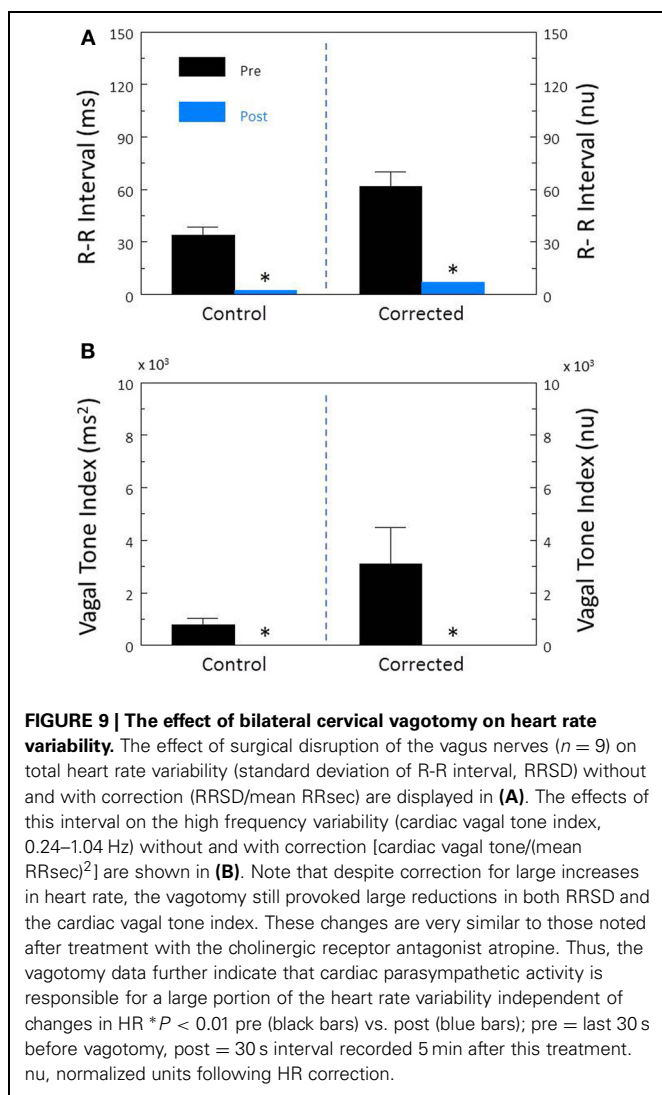 A
150
120
90
60
30
0
R-R Interval (ms)
Pre
Post
*
*
150
120
90
60
30
0
R- R Interval (nu)
Control
Corrected
B
x 10³
10
8
6
4
2
0
Vagal Tone Index (ms²)
*
*
x 10³
10
8
6
4
2
0
Vagal Tone Index (nu)
Control
Corrected
FIGURE 9 | The effect of bilateral cervical vagotomy on heart rate
variability. The effect of surgical disruption of the vagus nerves (n = 9) on
total heart rate variability (standard deviation of R-R interval, RRSD) without
and with correction (RRSD/mean RRsec) are displayed in (A). The effects of
this interval on the high frequency variability (cardiac vagal tone index,
0.24–1.04 Hz) without and with correction [cardiac vagal tone/(mean
RRsec)²] are shown in (B). Note that despite correction for large increases
in heart rate, the vagotomy still provoked large reductions in both RRSD and
the cardiac vagal tone index. These changes are very similar to those noted
after treatment with the cholinergic receptor antagonist atropine. Thus, the
vagotomy data further indicate that cardiac parasympathetic activity is
responsible for a large portion of the heart rate variability independent of
changes in HR *P < 0.01 pre (black bars) vs. post (blue bars); pre = last 30 s
before vagotomy, post = 30 s interval recorded 5 min after this treatment.
nu, normalized units following HR correction.